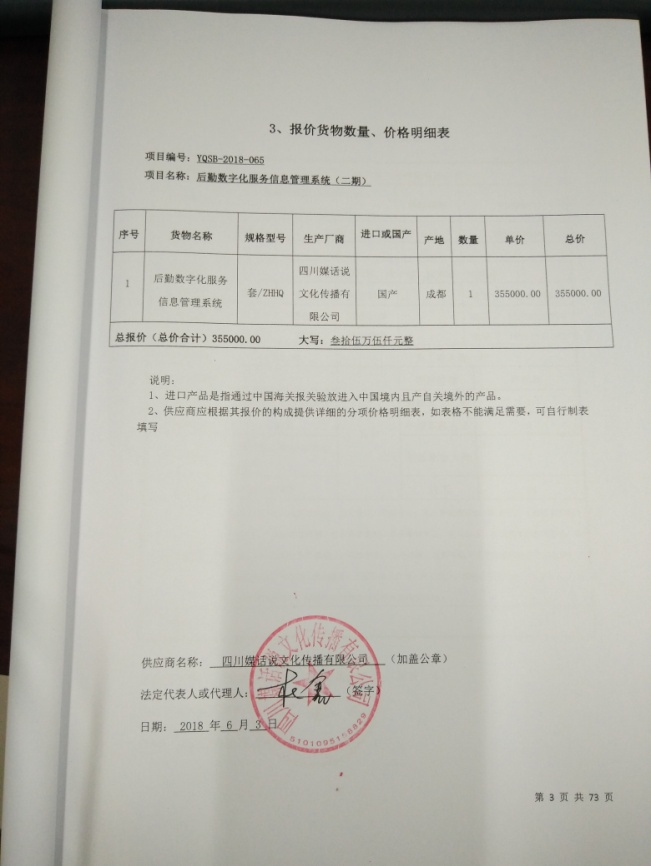 3、报价货物数量、价格明细表
项目编号：YQSB-2018-065
项目名称：后勤数字化服务信息管理系统（二期）
序号 货物名称 规格型号 生产厂商 进口或国产 产地 数量 单价 总价
1 后勤数字化服务信息管理系统 套/ZHHQ 四川媒话说文化传播有限公司 国产 成都 1 355000.00 355000.00
总报价（总价合计）355000.00 大写：叁拾伍万伍仟元整
说明：
1、进口产品是指通过中国海关报关验放进入中国境内且产自关境外的产品。
2、供应商应根据其报价的构成提供详细的分项价格明细表，如表格不能满足需要，可自行制表
填写
供应商名称：四川媒话说文化传播有限公司（加盖公章）
法定代表人或代理人：（签字）
日期：2018 年 6 月 3 日
第 3 页 共 73 页